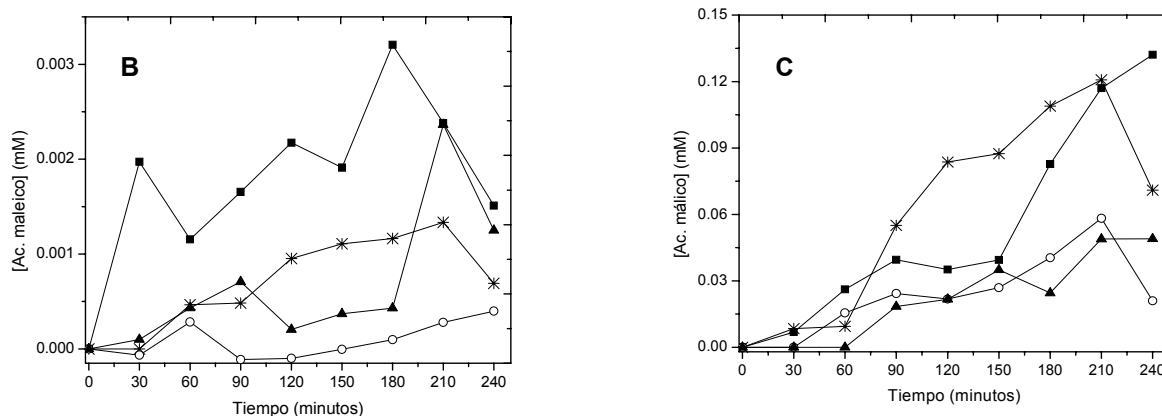 B
[Ac. maleico] (mM)
0.003
0.002
0.001
0.000
0 30 60 90 120 150 180 210 240
Tiempo (minutos)
C
[Ac. málico] (mM)
0.15
0.12
0.09
0.06
0.03
0.00
0 30 60 90 120 150 180 210 240
Tiempo (minutos)